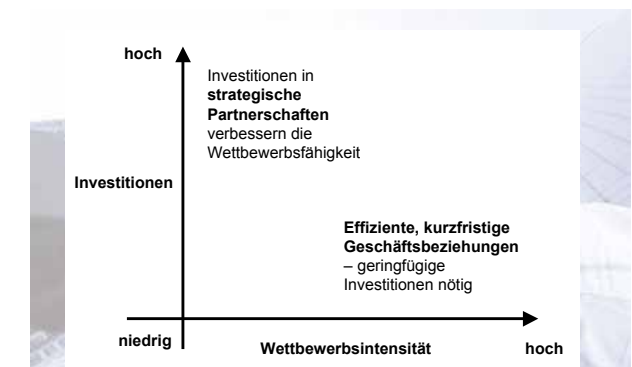 hoch
Investitionen in
strategische
Partnerschaften
verbessern die
Wettbewerbsfähigkeit
Investitionen
Effiziente, kurzfristige
Geschäftsbeziehungen
– geringfügige
Investitionen nötig
niedrig
Wettbewerbsintensität
hoch